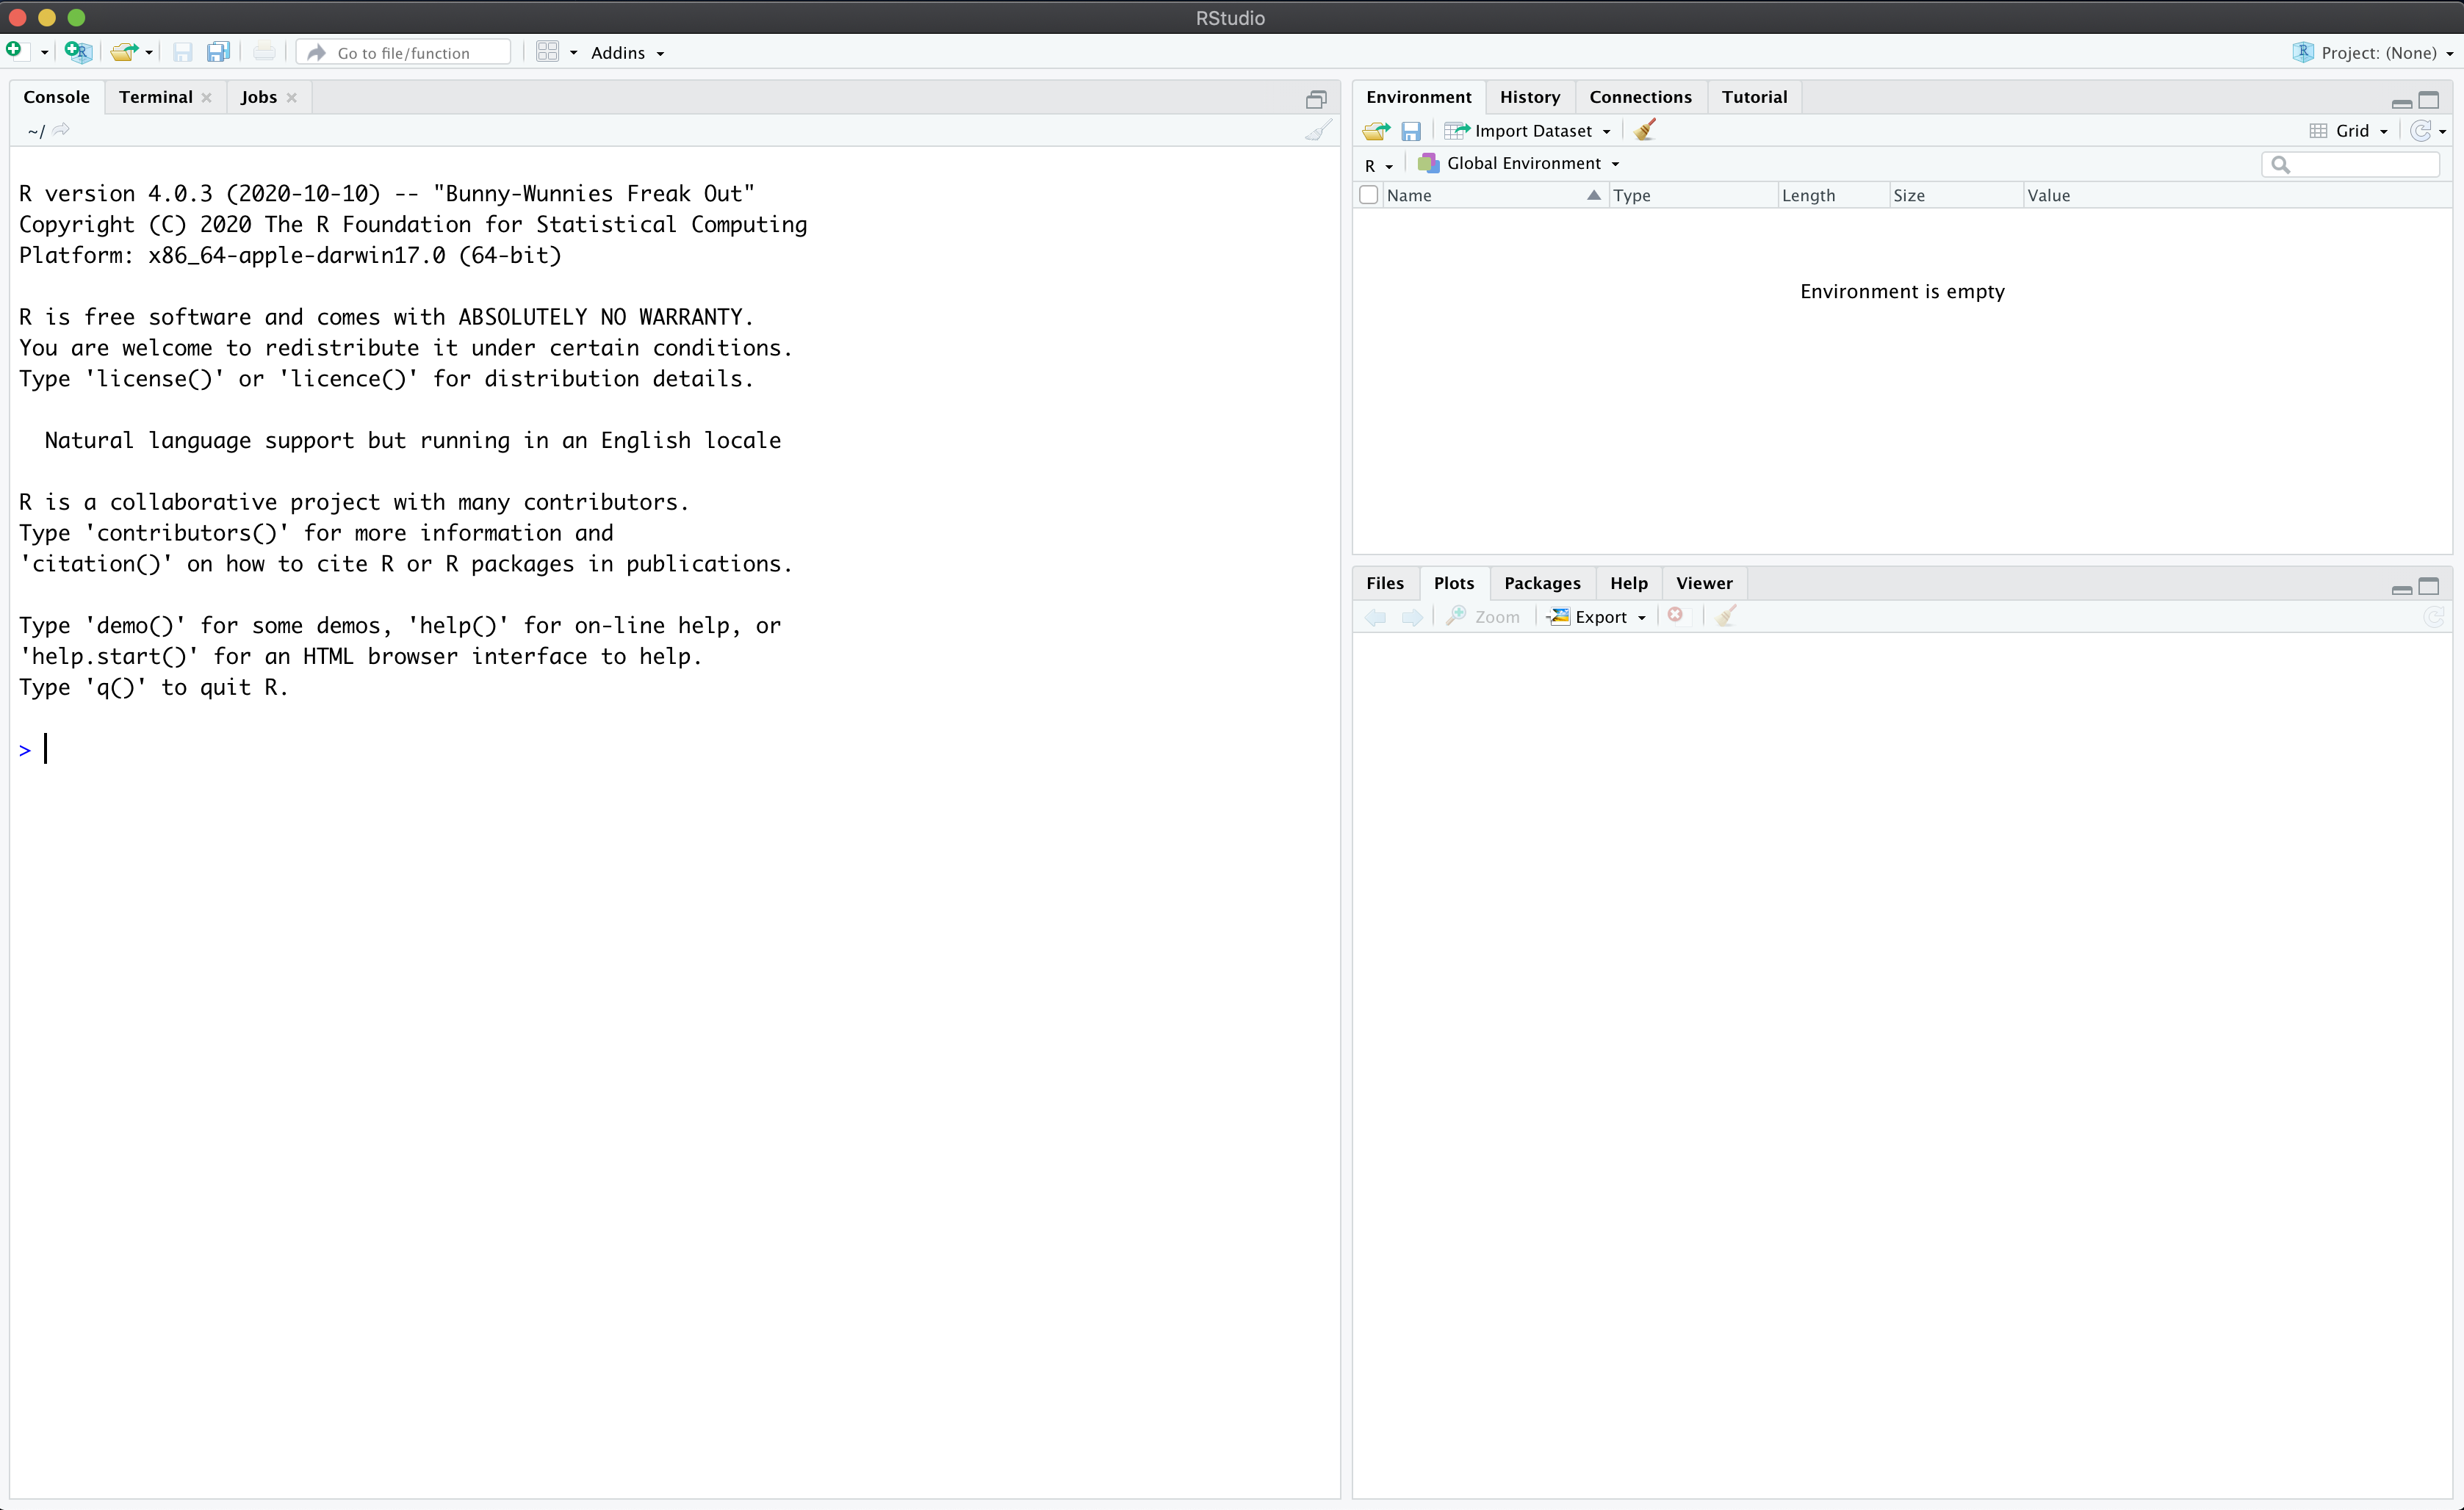 RStudio
Go to file/function
Addins
Project: (None)
Console Terminal Jobs
~/
R version 4.0.3 (2020-10-10) -- "Bunny-Wunnies Freak Out"
Copyright (C) 2020 The R Foundation for Statistical Computing
Platform: x86_64-apple-darwin17.0 (64-bit)
R is free software and comes with ABSOLUTELY NO WARRANTY.
You are welcome to redistribute it under certain conditions.
Type 'license()' or 'licence()' for distribution details.
Natural language support but running in an English locale
R is a collaborative project with many contributors.
Type 'contributors()' for more information and
'citation()' on how to cite R or R packages in publications.
Type 'demo()' for some demos, 'help()' for on-line help, or
'help.start()' for an HTML browser interface to help.
Type 'q()' to quit R.
>
Environment History Connections Tutorial
Import Dataset Grid
R Global Environment
Name Type Length Size Value
Environment is empty
Files Plots Packages Help Viewer
Zoom Export